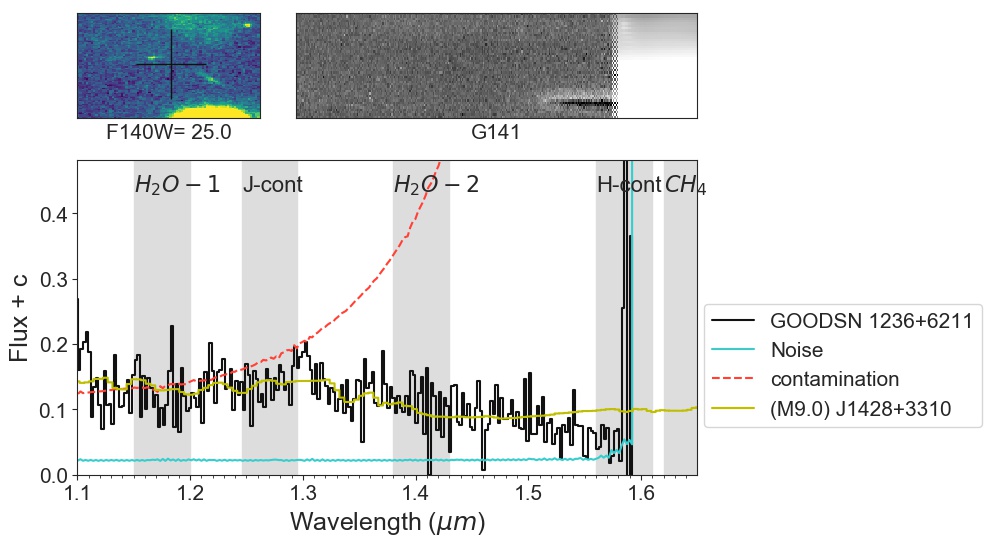 F140W= 25.0
G141
H₂O − 1
J-cont
H₂O − 2
H-cont
CH₄
0.4
0.3
0.2
0.1
0.0
Flux + c
1.1
1.2
1.3
1.4
1.5
1.6
Wavelength (μm)
GOODSN 1236+6211
Noise
contamination
(M9.0) J1428+3310